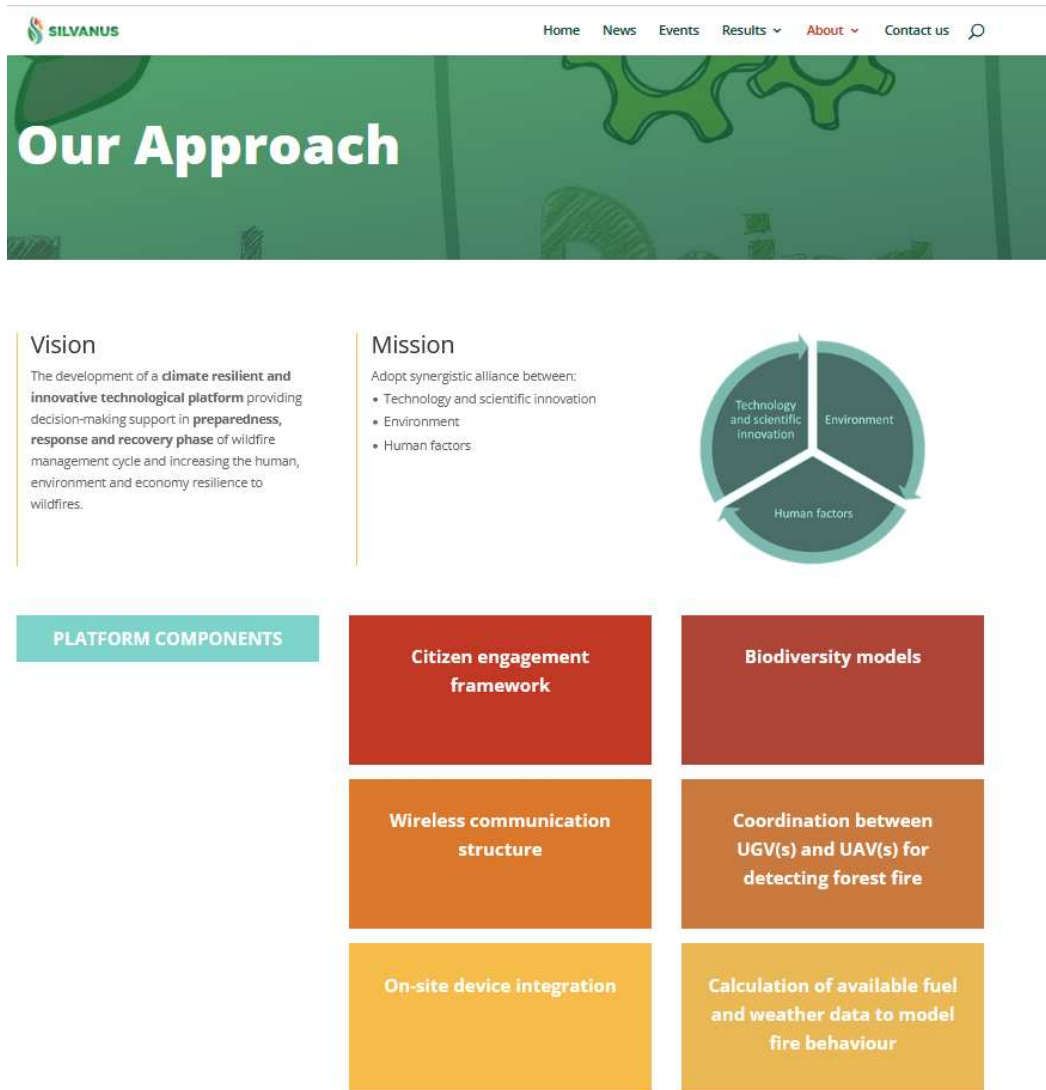 SILVANUS
Home News Events Results About Contact us
Our Approach
Vision
The development of a climate resilient and
innovative technological platform providing
decision-making support in preparedness,
response and recovery phase of wildfire
management cycle and increasing the human,
environment and economy resilience to
wildfires.
Mission
Adopt synergistic alliance between:
• Technology and scientific innovation
• Environment
• Human factors
Technology
and scientific
innovation
Environment
Human factors
PLATFORM COMPONENTS
Citizen engagement
framework
Biodiversity models
Wireless communication
structure
Coordination between
UGV(s) and UAV(s) for
detecting forest fire
On-site device integration
Calculation of available fuel
and weather data to model
fire behaviour